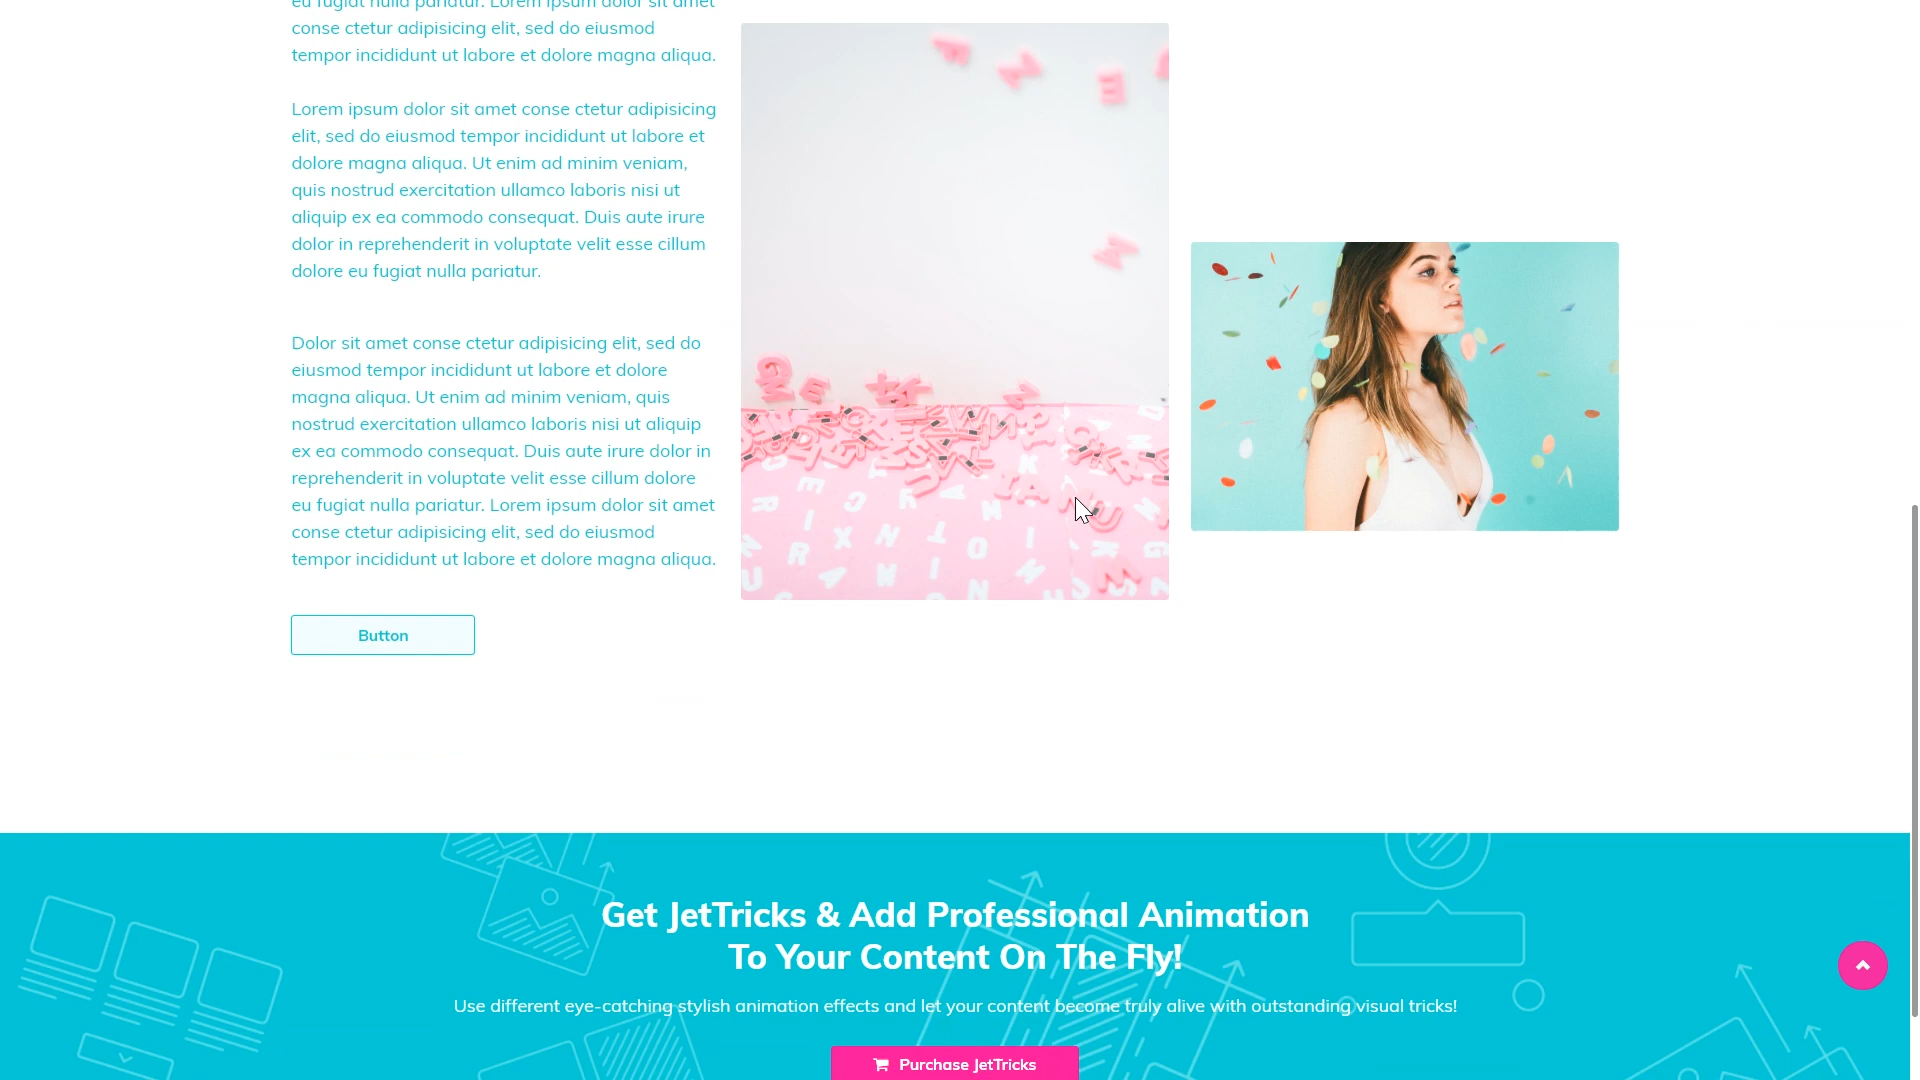 eu fugiat nulla pariatur. Lorem ipsum dolor sit amet
conse ctetur adipisicing elit, sed do eiusmod
tempor incididunt ut labore et dolore magna aliqua.
Lorem ipsum dolor sit amet conse ctetur adipisicing
elit, sed do eiusmod tempor incididunt ut labore et
dolore magna aliqua. Ut enim ad minim veniam,
quis nostrud exercitation ullamco laboris nisi ut
aliquip ex ea commodo consequat. Duis aute irure
dolor in reprehenderit in voluptate velit esse cillum
dolore eu fugiat nulla pariatur.
Dolor sit amet conse ctetur adipisicing elit, sed do
eiusmod tempor incididunt ut labore et dolore
magna aliqua. Ut enim ad minim veniam, quis
nostrud exercitation ullamco laboris nisi ut aliquip
ex ea commodo consequat. Duis aute irure dolor in
reprehenderit in voluptate velit esse cillum dolore
eu fugiat nulla pariatur. Lorem ipsum dolor sit amet
conse ctetur adipisicing elit, sed do eiusmod
tempor incididunt ut labore et dolore magna aliqua.
Button
Get JetTricks & Add Professional Animation
To Your Content On The Fly!
Use different eye-catching stylish animation effects and let your content become truly alive with outstanding visual tricks!
Purchase JetTricks